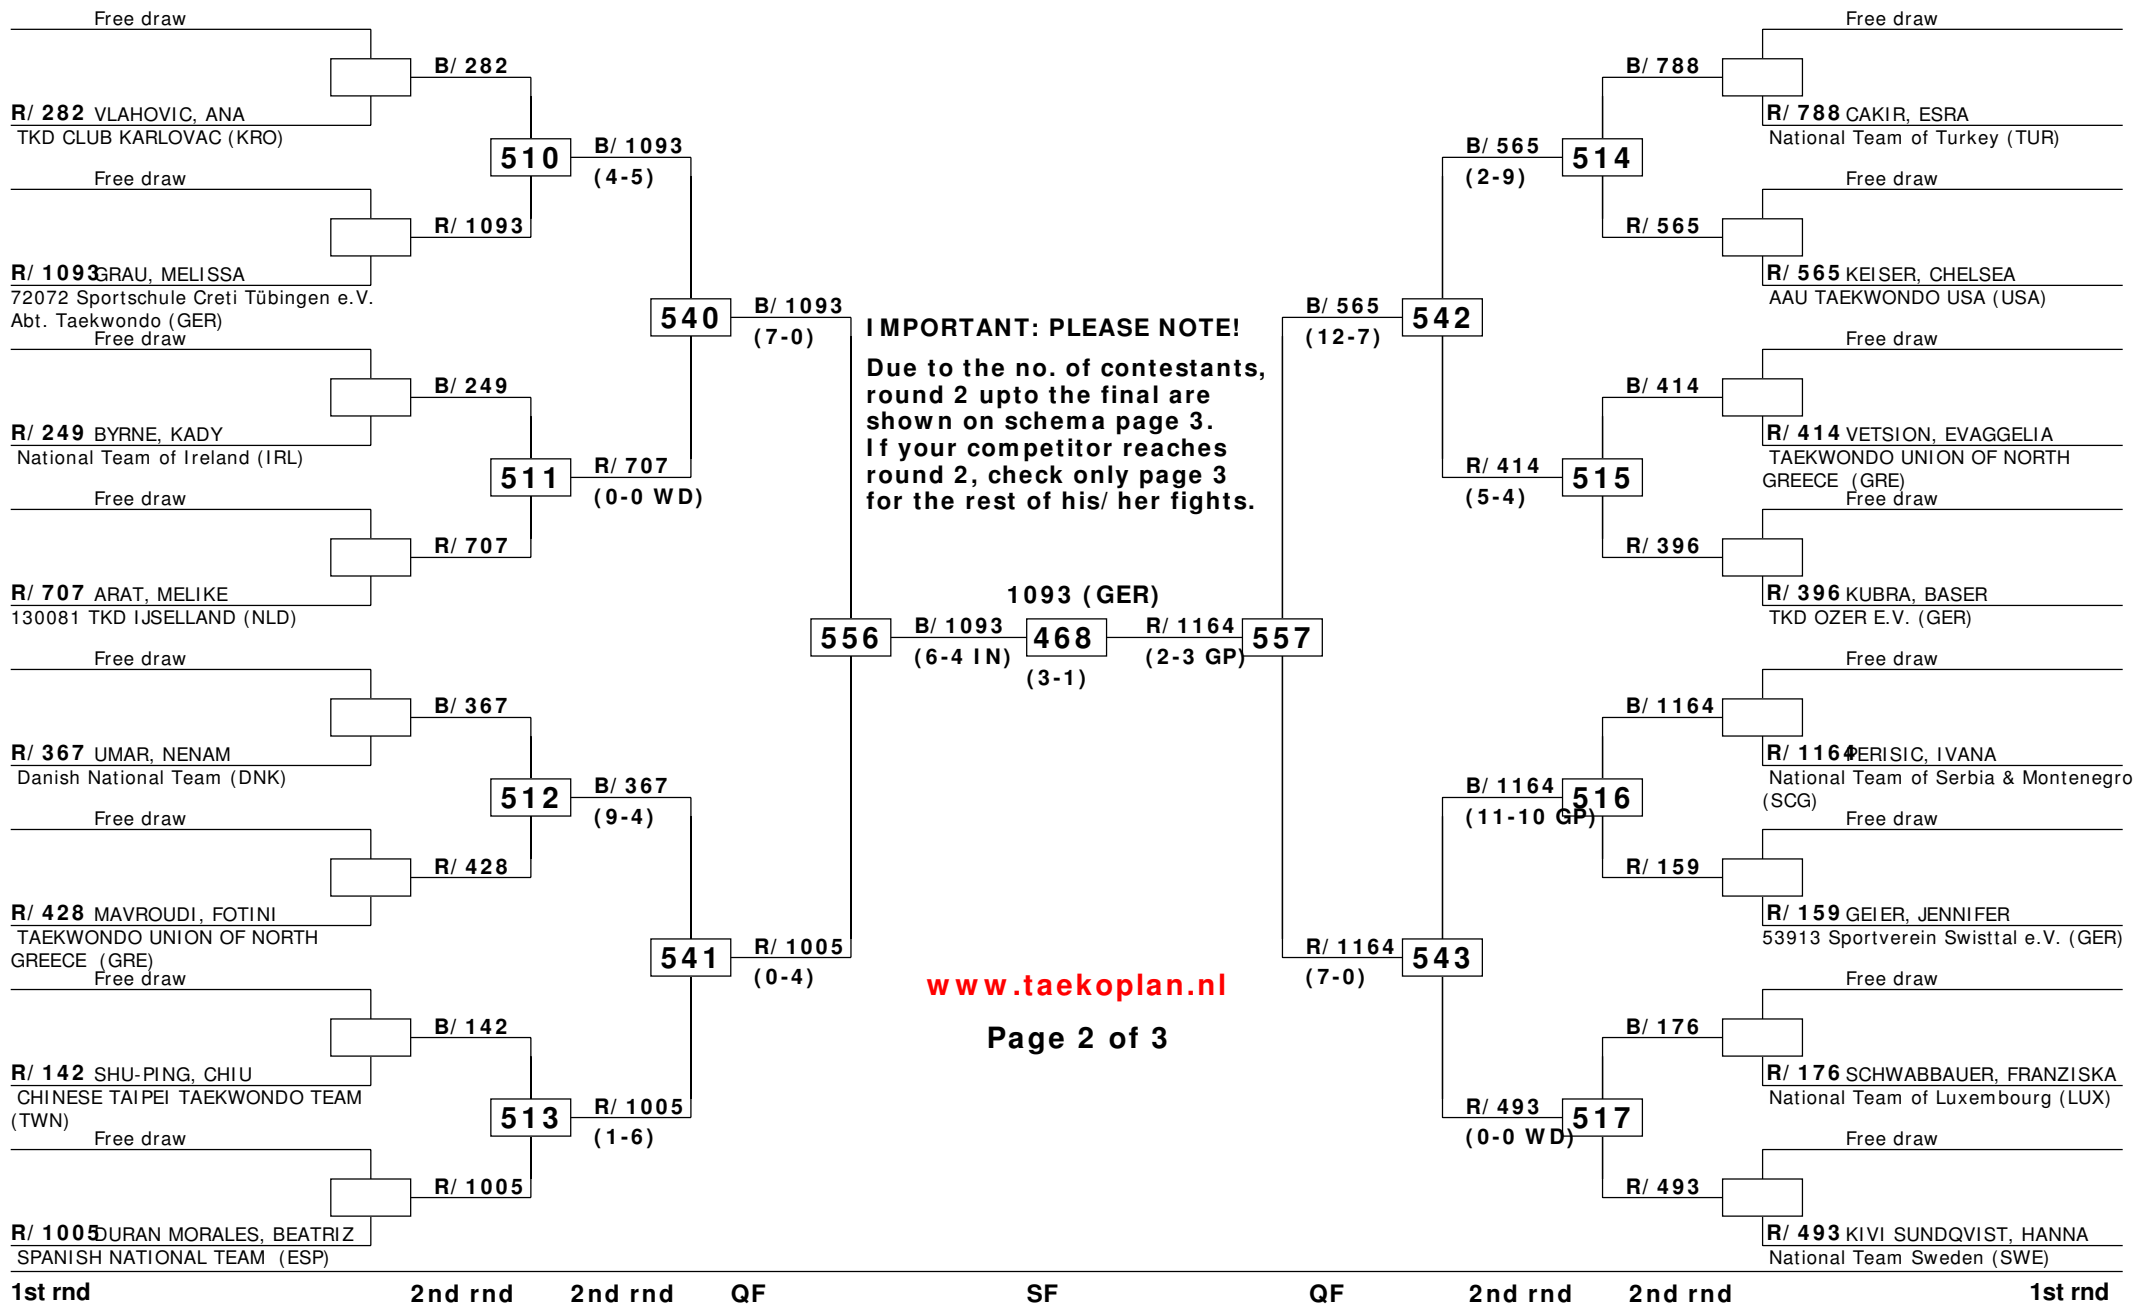 Free draw
B/ 282
R/ 282 VLAHOVIC, ANA
TKD CLUB KARLOVAC (KRO)
510
B/ 1093
(4-5)
Free draw
R/ 1093
R/ 1093 GRAU, MELISSA
72072 Sportschule Creti Tübingen e.V.
Abt. Taekwondo (GER)
540
B/ 1093
(7-0)
Free draw
B/ 249
R/ 249 BYRNE, KADY
National Team of Ireland (IRL)
511
R/ 707
(0-0 WD)
Free draw
R/ 707
R/ 707 ARAT, MELIKE
130081 TKD IJSELLAND (NLD)
556
B/ 1093
(6-4 IN)
Free draw
B/ 367
R/ 367 UMAR, NENAM
Danish National Team (DNK)
512
B/ 367
(9-4)
Free draw
R/ 428
R/ 428 MAVROUDI, FOTINI
TAEKWONDO UNION OF NORTH
GREECE (GRE)
541
R/ 1005
(0-4)
Free draw
B/ 142
R/ 142 SHU-PING, CHIU
CHINESE TAIPEI TAEKWONDO TEAM
(TWN)
513
R/ 1005
(1-6)
Free draw
R/ 1005
R/ 1005 DURAN MORALES, BEATRIZ
SPANISH NATIONAL TEAM (ESP)
IMPORTANT: PLEASE NOTE!
Due to the no. of contestants,
round 2 upto the final are
shown on schema page 3.
If your competitor reaches
round 2, check only page 3
for the rest of his/ her fights.
1093 (GER)
468
(3-1)
www.taekoplan.nl
Page 2 of 3
Free draw
B/ 788
R/ 788 CAKIR, ESRA
National Team of Turkey (TUR)
B/ 565
(2-9)
514
Free draw
R/ 565
R/ 565 KEISER, CHELSEA
AAU TAEKWONDO USA (USA)
B/ 565
(12-7)
542
Free draw
B/ 414
R/ 414 VETSION, EVAGGELIA
TAEKWONDO UNION OF NORTH
GREECE (GRE)
R/ 414
(5-4)
515
Free draw
R/ 396
R/ 396 KUBRA, BASER
TKD OZER E.V. (GER)
R/ 1164
(2-3 GP)
557
Free draw
B/ 1164
R/ 1164 PERISIC, IVANA
National Team of Serbia & Montenegro
(SCG)
B/ 1164
(11-10 GP)
516
Free draw
R/ 159
R/ 159 GEIER, JENNIFER
53913 Sportverein Swisttal e.V. (GER)
R/ 1164
(7-0)
543
Free draw
B/ 176
R/ 176 SCHWABBAUER, FRANZISKA
National Team of Luxembourg (LUX)
R/ 493
(0-0 WD)
517
Free draw
R/ 493
R/ 493 KIVI SUNDQVIST, HANNA
National Team Sweden (SWE)
1st rnd 2nd rnd 2nd rnd QF SF QF 2nd rnd 2nd rnd 1st rnd